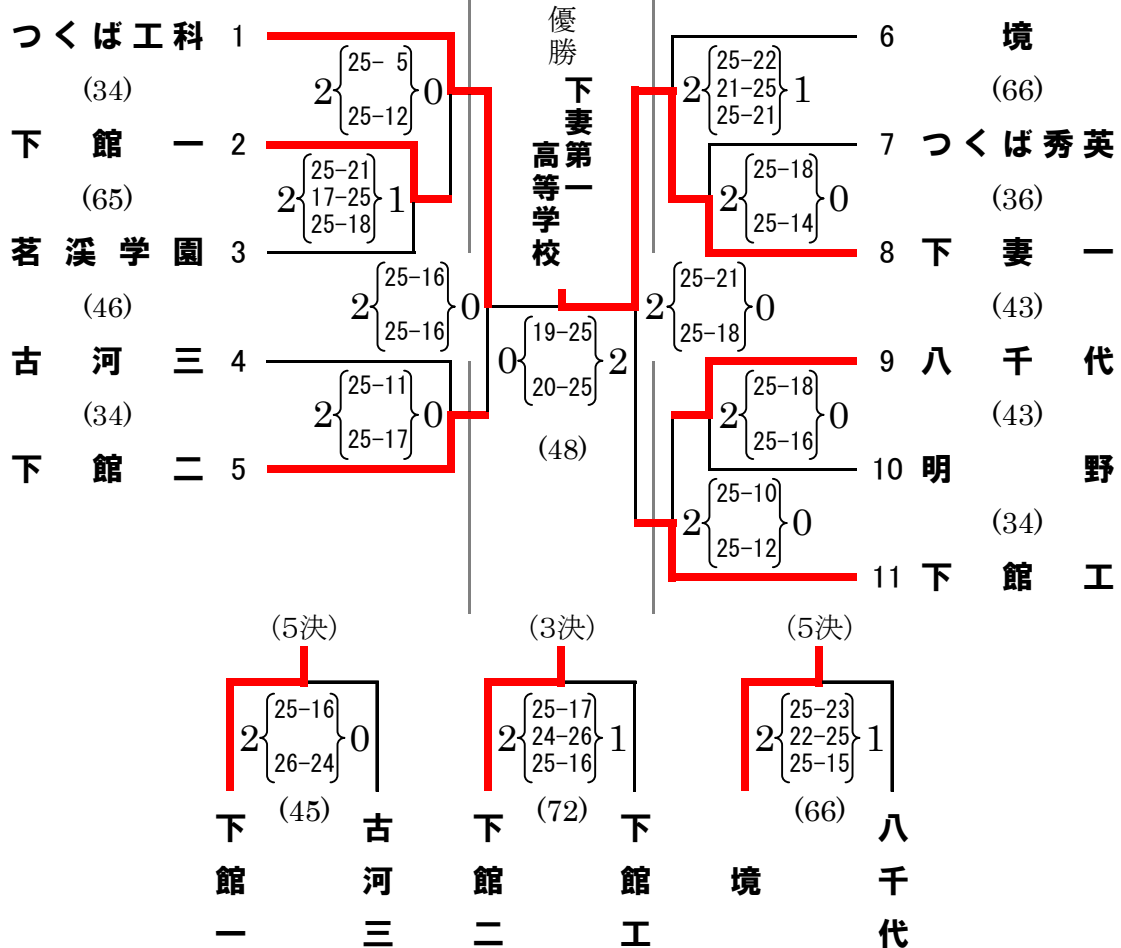 優勝
下妻第一
高等学校
つくば工科 1
(34)
2 25- 5 0
25-12
下館一 2
(65)
2 25-21 1
17-25
25-18
茗渓学園 3
(46)
2 25-16 0
25-16
古河三 4
(34)
2 25-11 0
25-17
下館二 5
0 19-25 2
20-25
(48)
6 境
(66)
2 25-22 1
21-25
25-21
7 つくば秀英
(36)
2 25-18 0
25-14
8 下妻一
(43)
2 25-21 0
25-18
9 八千代
(43)
2 25-18 0
25-16
10 明野
(34)
2 25-10 0
25-12
11 下館工
(5決)
2 25-16 0
26-24
(45)
下館一
古河三
(3決)
2 25-17 1
24-26
25-16
(72)
下館二
下館工
(5決)
2 25-23 1
22-25
25-15
(66)
境
八千代